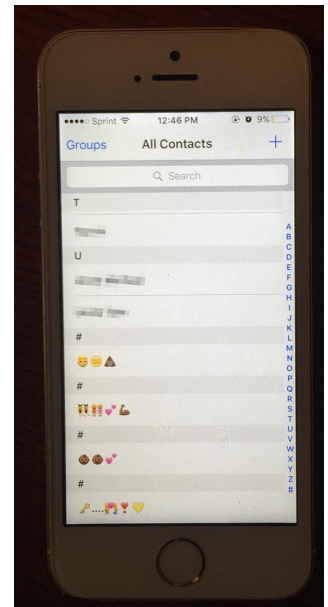 Sprint 12:46 PM 9%
Groups All Contacts +
Search
T
U
#
#
#
#
....
A
B
C
D
E
F
G
H
I
J
K
L
M
N
O
P
Q
R
S
T
U
V
W
X
Y
Z
#